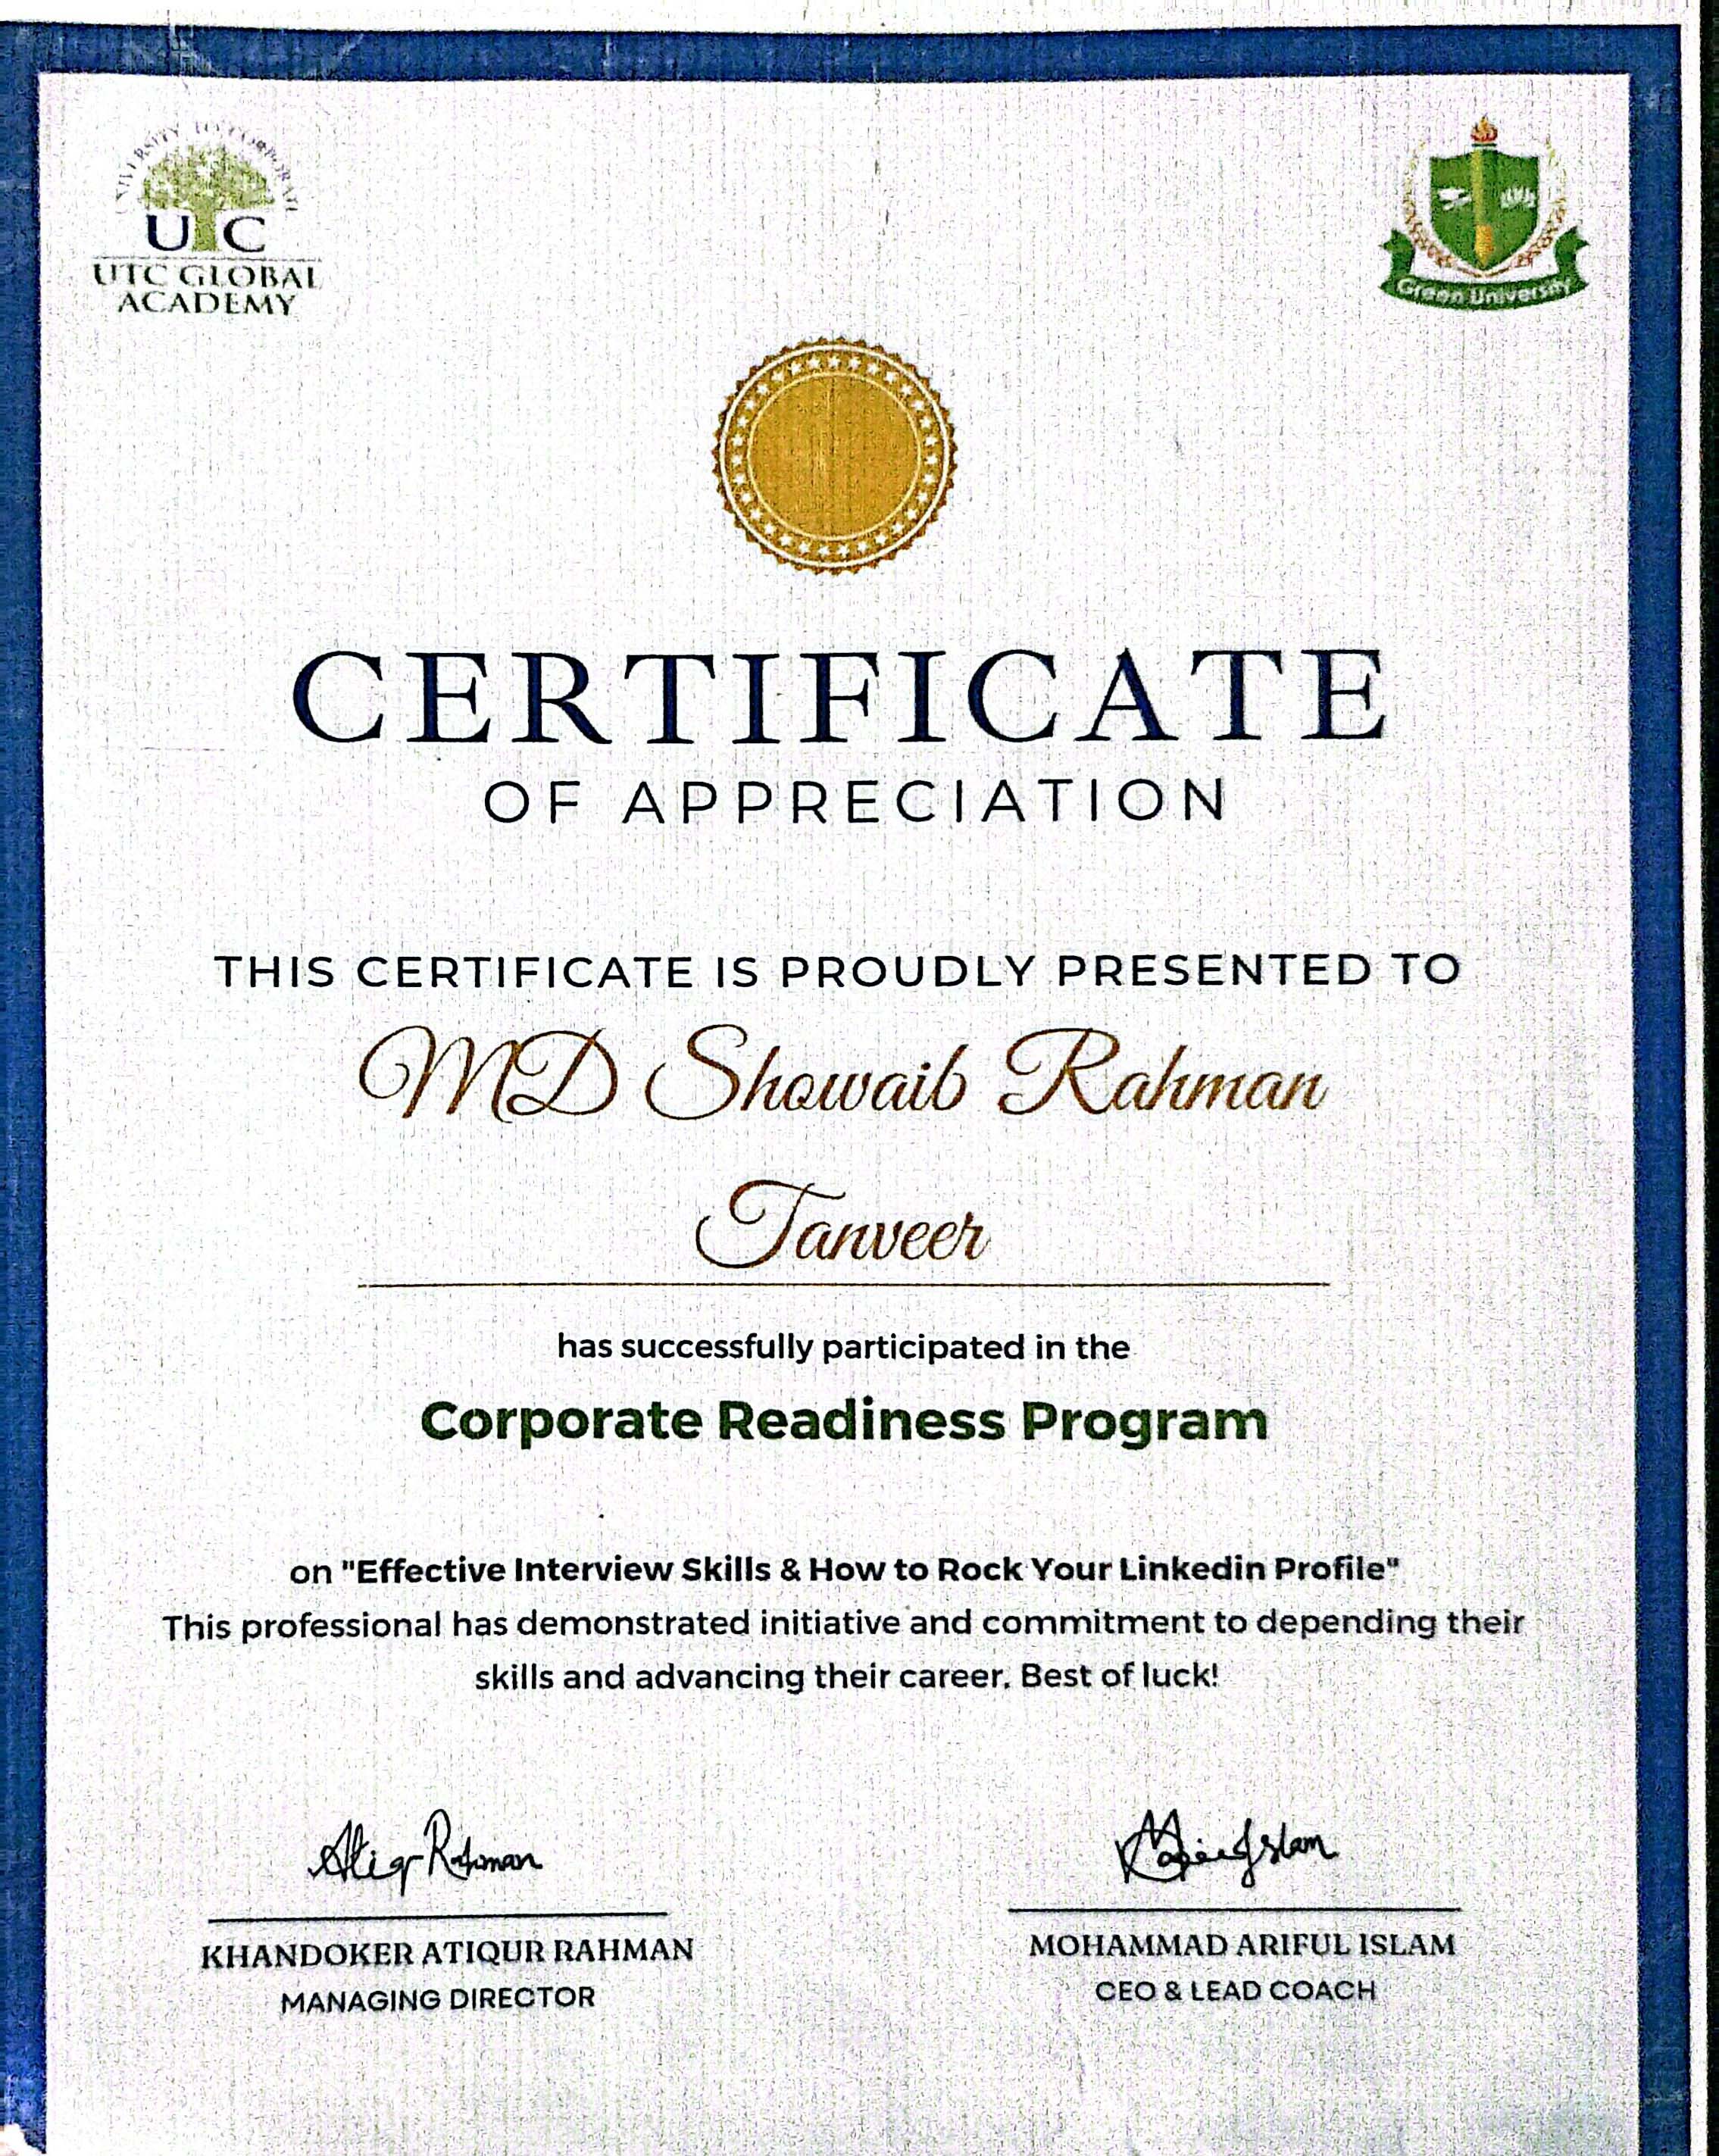 UNIVERSITY TO CORPORATE
UTC
UTC GLOBAL
ACADEMY
Green University
CERTIFICATE
OF APPRECIATION
THIS CERTIFICATE IS PROUDLY PRESENTED TO
MD Showaib Rahman
Tanveer
has successfully participated in the
Corporate Readiness Program
on "Effective Interview Skills & How to Rock Your Linkedin Profile"
This professional has demonstrated initiative and commitment to depending their
skills and advancing their career. Best of luck!
Atiqr Rahman
Islam
KHANDOKER ATIQUR RAHMAN
MANAGING DIRECTOR
MOHAMMAD ARIFUL ISLAM
CEO & LEAD COACH